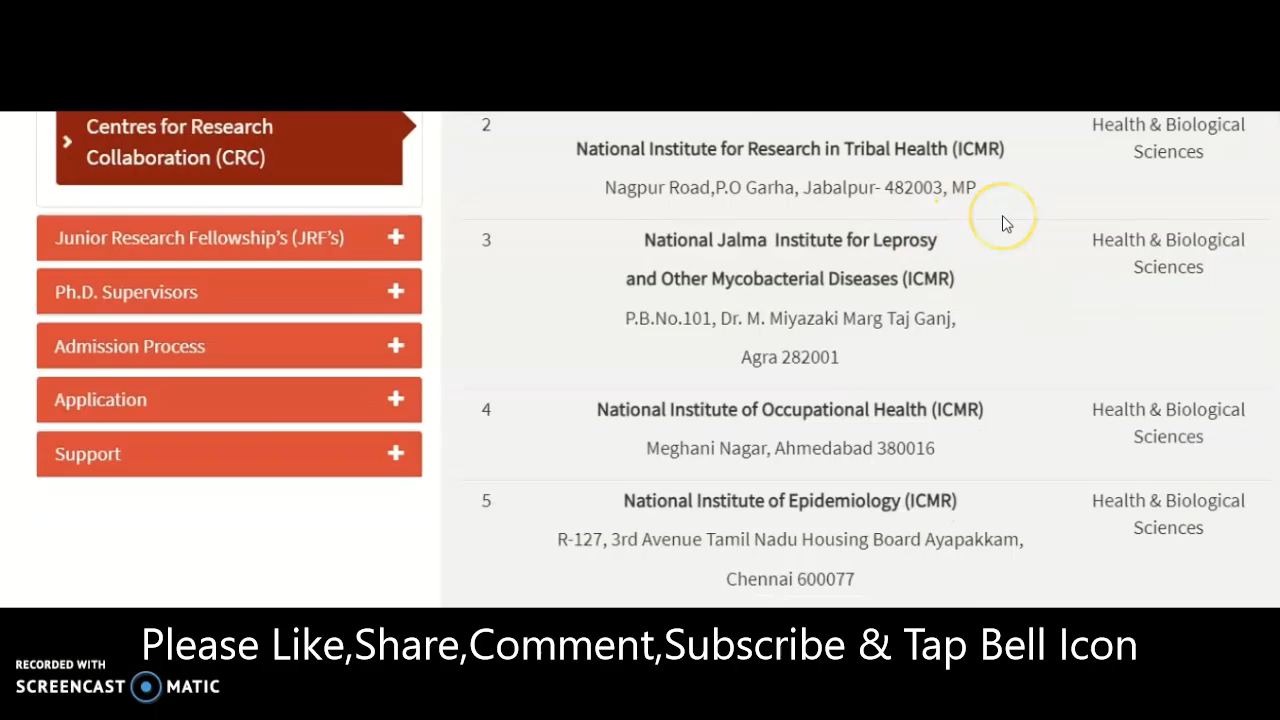 Centres for Research
Collaboration (CRC)
Junior Research Fellowship's (JRF's)
Ph.D. Supervisors
Admission Process
Application
Support
2
National Institute for Research in Tribal Health (ICMR)
Nagpur Road,P.O Garha, Jabalpur- 482003, MP
Health & Biological
Sciences
3
National Jalma Institute for Leprosy
and Other Mycobacterial Diseases (ICMR)
P.B.No.101, Dr. M. Miyazaki Marg Taj Ganj,
Agra 282001
Health & Biological
Sciences
4
National Institute of Occupational Health (ICMR)
Meghani Nagar, Ahmedabad 380016
Health & Biological
Sciences
5
National Institute of Epidemiology (ICMR)
R-127, 3rd Avenue Tamil Nadu Housing Board Ayapakkam,
Chennai 600077
Health & Biological
Sciences
Please Like,Share,Comment,Subscribe & Tap Bell Icon
RECORDED WITH
SCREENCAST MATIC